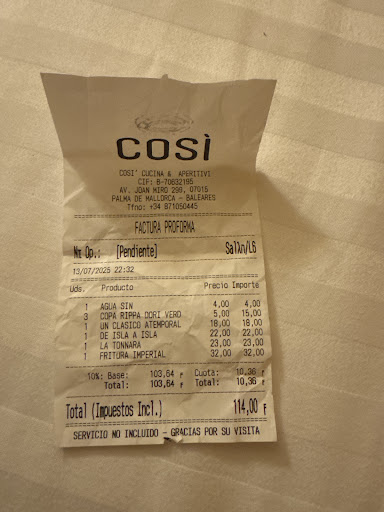 COSÌ
COSI' CUCINA & APERITIVI
CIF: B-70632195
AV. JOAN MIRO 298, 07015
PALMA DE MALLORCA - BALEARES
Tfno: +34 871050445
FACTURA PROFORMA
Nº Op.: [Pendiente] Salλn/L6
13/07/2025 22:32
Uds. Producto Precio Importe
1 AGUA SIN 4,00 4,00
3 COPA RIPPA DORI VERD 5,00 15,00
1 UN CLASICO ATEMPORAL 18,00 18,00
1 DE ISLA A ISLA 22,00 22,00
1 LA TONNARA 23,00 23,00
1 FRITURA IMPERIAL 32,00 32,00
10%: Base: 103,64 F Cuota: 10,36 F
Total: 103,64 F Total: 10,36 F
Total (Impuestos Incl.) 114,00 F
SERVICIO NO INCLUIDO - GRACIAS POR SU VISITA